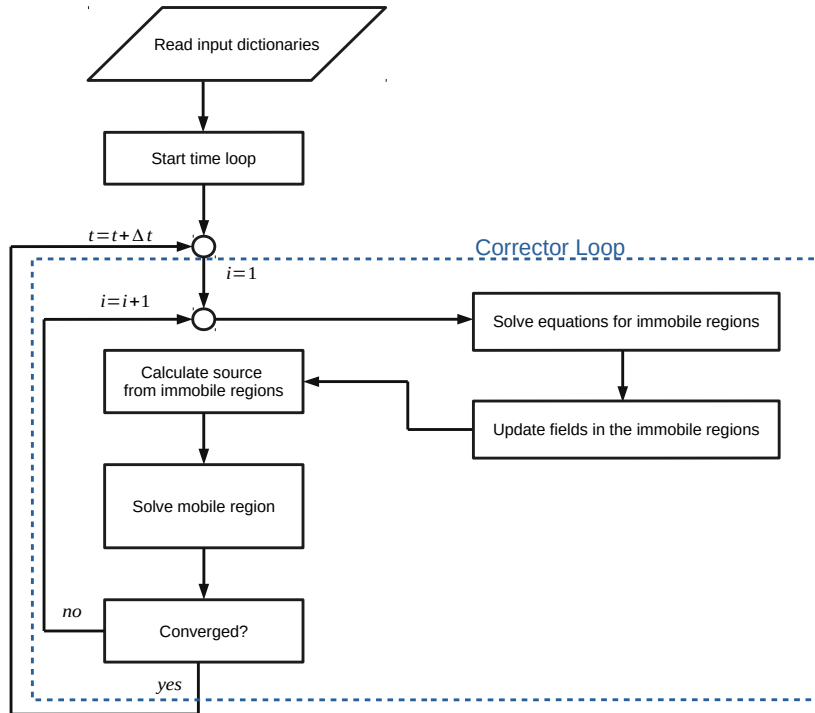 Read input dictionaries
Start time loop
t=t+Δt
Corrector Loop
i=1
i=i+1
Solve equations for immobile regions
Calculate source
from immobile regions
Update fields in the immobile regions
Solve mobile region
no
Converged?
yes